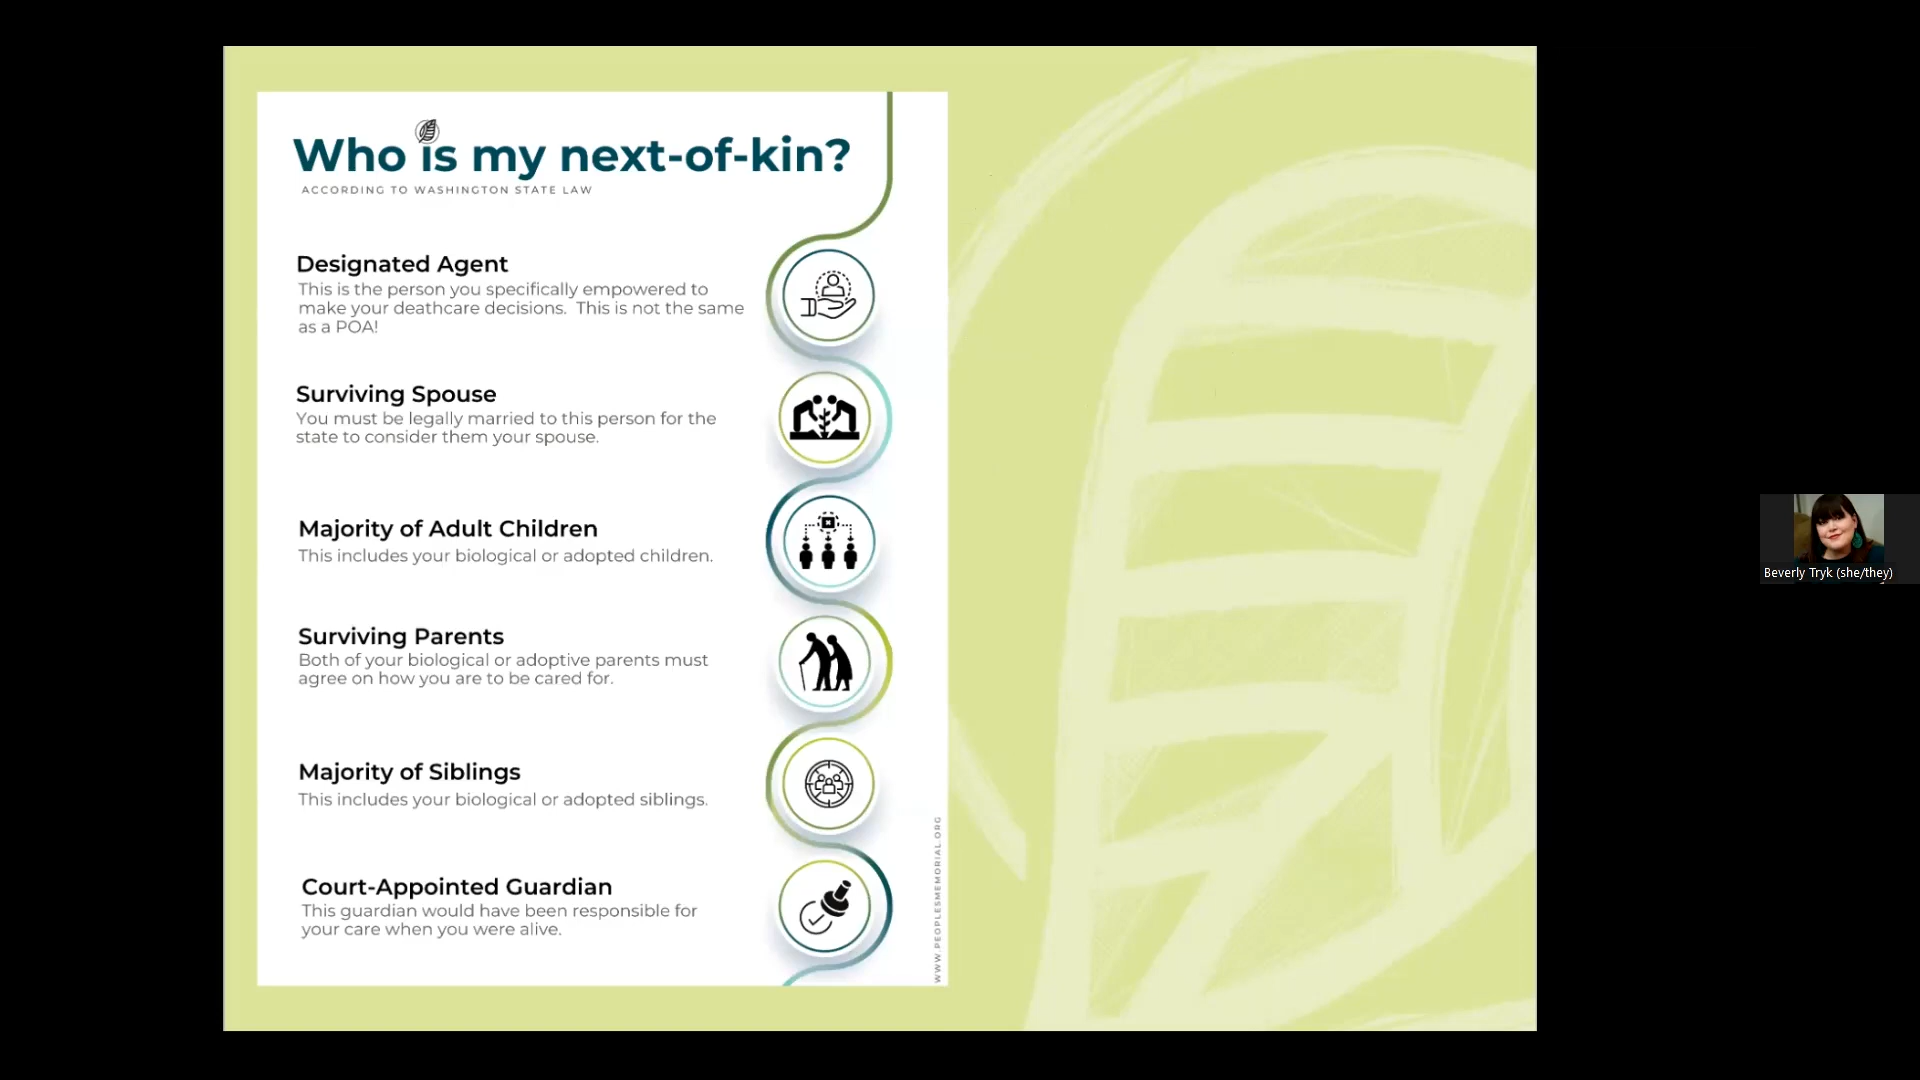 Who is my next-of-kin?
ACCORDING TO WASHINGTON STATE LAW
Designated Agent
This is the person you specifically empowered to
make your deathcare decisions. This is not the same
as a POA!
Surviving Spouse
You must be legally married to this person for the
state to consider them your spouse.
Majority of Adult Children
This includes your biological or adopted children.
Surviving Parents
Both of your biological or adoptive parents must
agree on how you are to be cared for.
Majority of Siblings
This includes your biological or adopted siblings.
Court-Appointed Guardian
This guardian would have been responsible for
your care when you were alive.
WWW.PEOPLESMEMORIAL.ORG
Beverly Tryk (she/they)